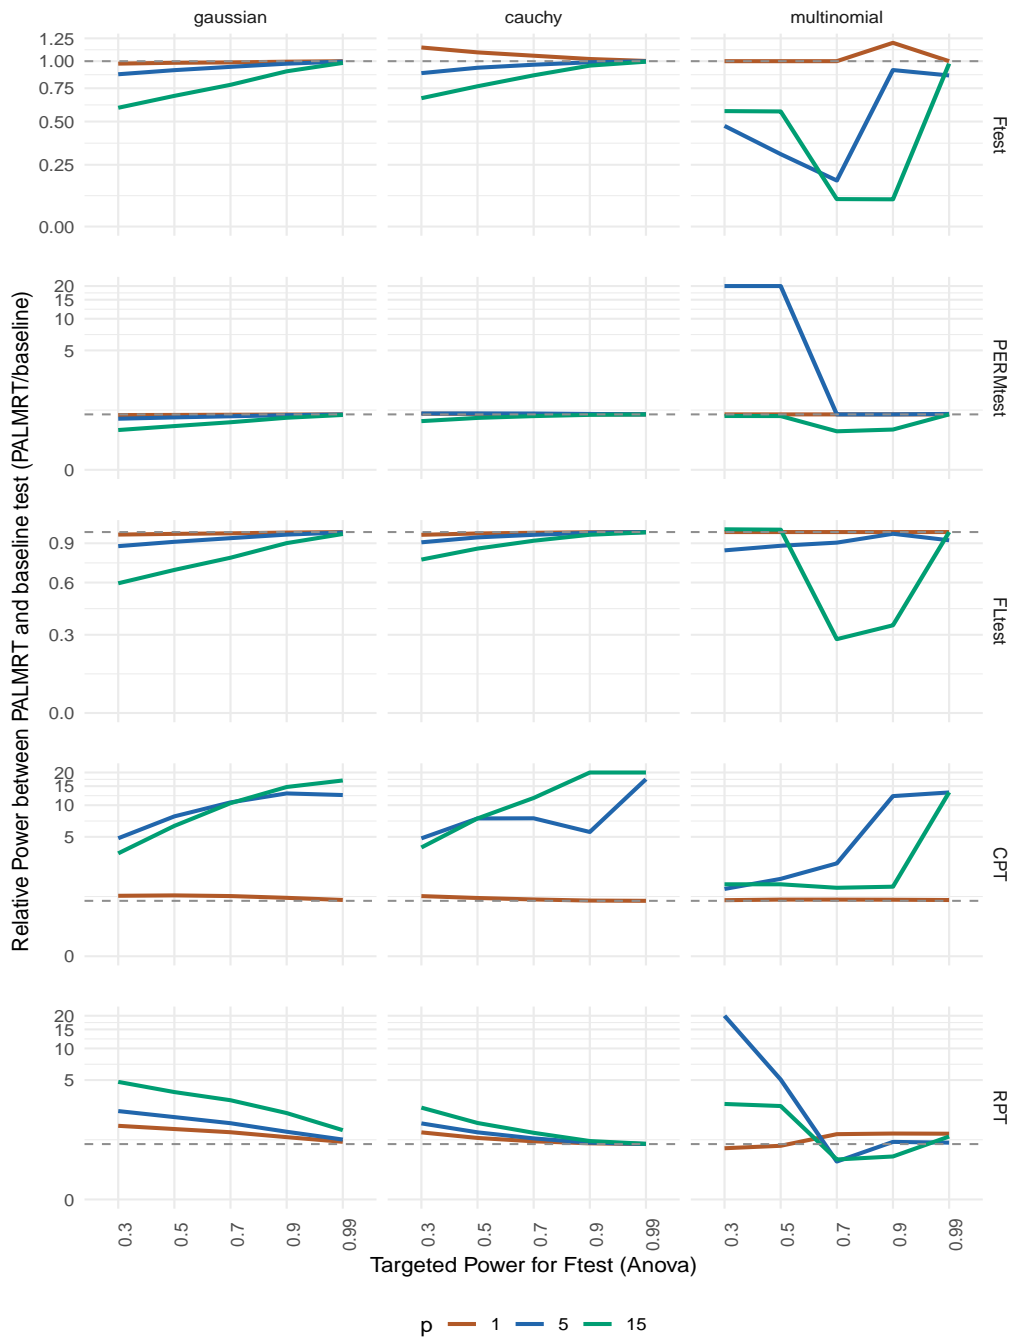 gaussian cauchy multinomial
1.25
1.00
0.75
0.50
0.25
0.00
Ftest
20
15
10
5
0
PERMtest
0.9
0.6
0.3
0.0
FLtest
20
15
10
5
0
CPT
20
15
10
5
0
RPT
Relative Power between PALMRT and baseline test (PALMRT/baseline)
0.3 0.5 0.7 0.9 0.99 0.3 0.5 0.7 0.9 0.99 0.3 0.5 0.7 0.9 0.99
Targeted Power for Ftest (Anova)
p 1 5 15